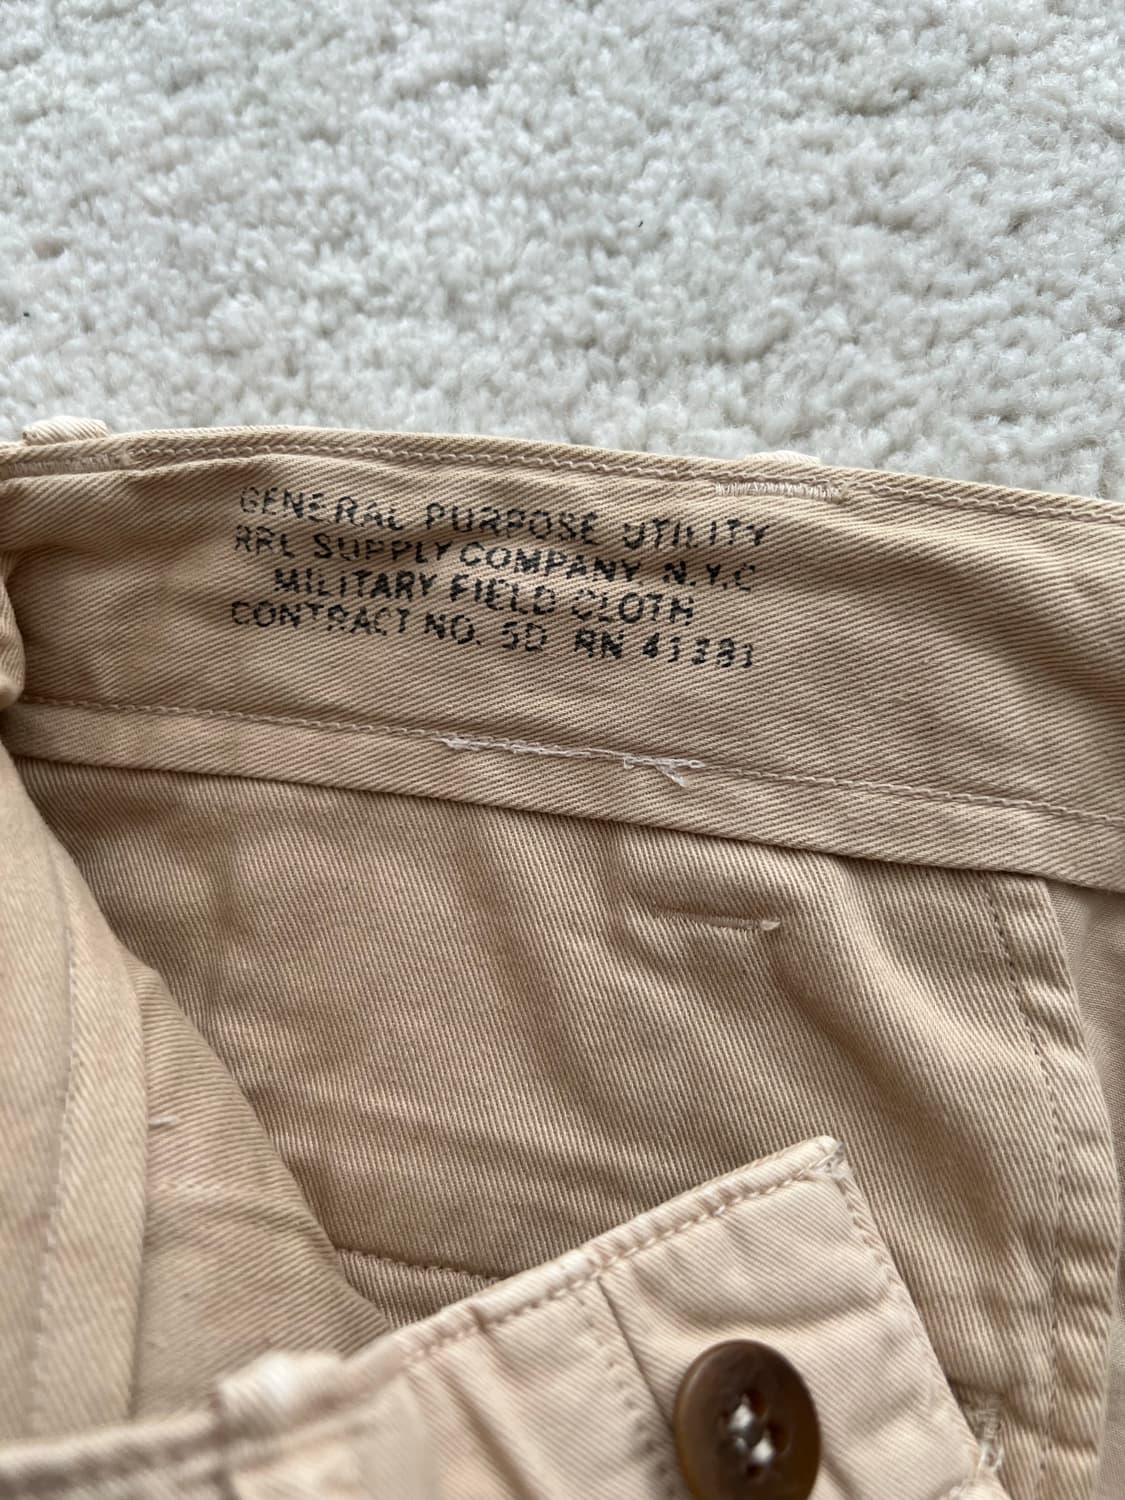 GENERAL PURPOSE UTILITY
RRL SUPPLY COMPANY, N.Y.C
MILITARY FIELD CLOTH
CONTRACT NO. 5D RN 41381